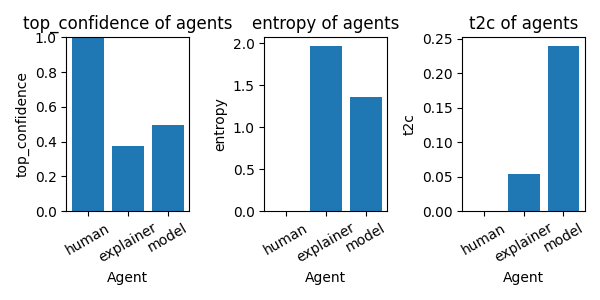 top_confidence of agents
top_confidence
1.0
0.8
0.6
0.4
0.2
0.0
human
explainer
model
Agent
entropy of agents
entropy
2.0
1.5
1.0
0.5
0.0
human
explainer
model
Agent
t2c of agents
t2c
0.25
0.20
0.15
0.10
0.05
0.00
human
explainer
model
Agent